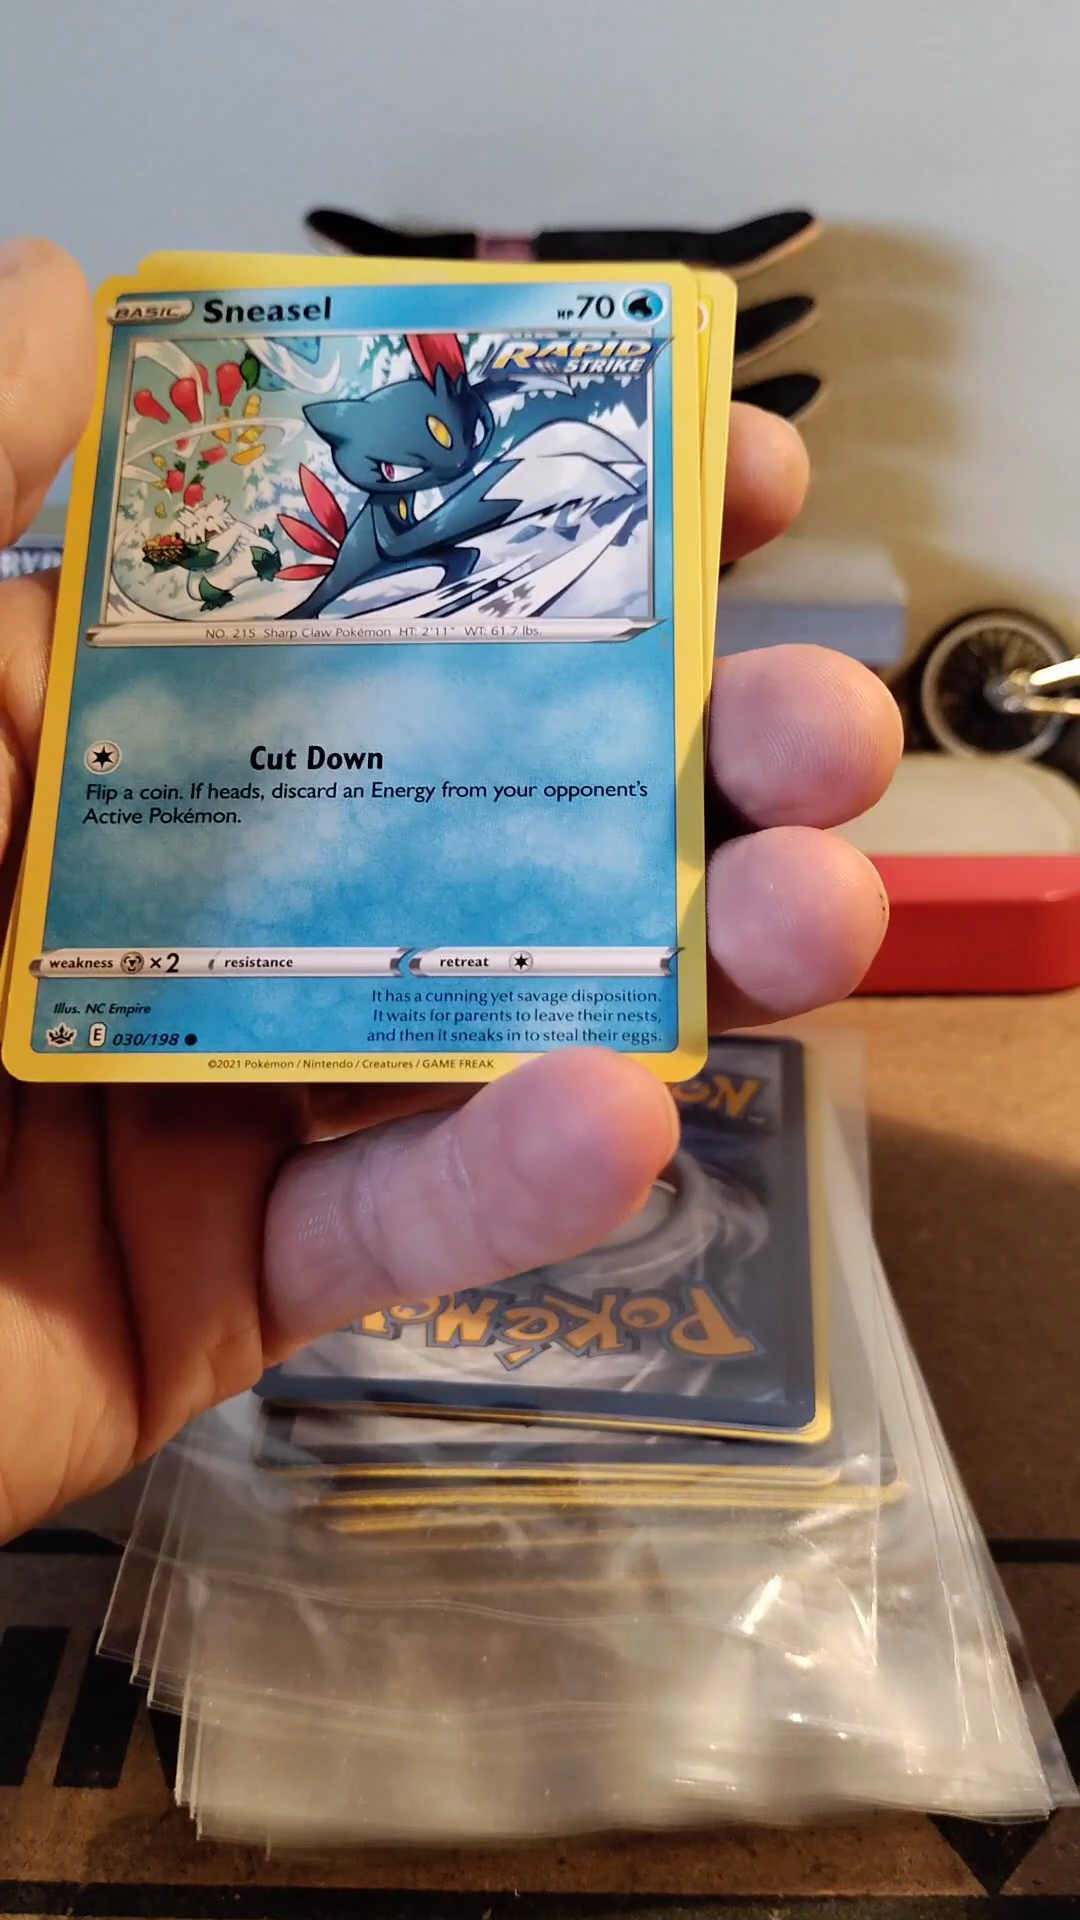 BASIC Sneasel HP70
RAPID
STRIKE
NO. 215 Sharp Claw Pokémon HT: 2'11" WT: 61.7 lbs.
Cut Down
Flip a coin. If heads, discard an Energy from your opponent's
Active Pokémon.
weakness ×2 resistance retreat
Illus. NC Empire
It has a cunning yet savage disposition.
It waits for parents to leave their nests,
and then it sneaks in to steal their eggs.
E 030/198
©2021 Pokémon / Nintendo / Creatures / GAME FREAK
Pokémon